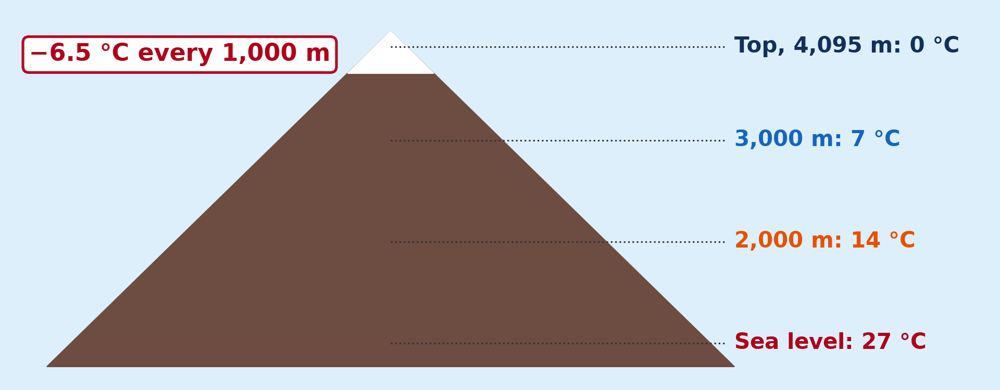 −6.5 °C every 1,000 m
Top, 4,095 m: 0 °C
3,000 m: 7 °C
2,000 m: 14 °C
Sea level: 27 °C